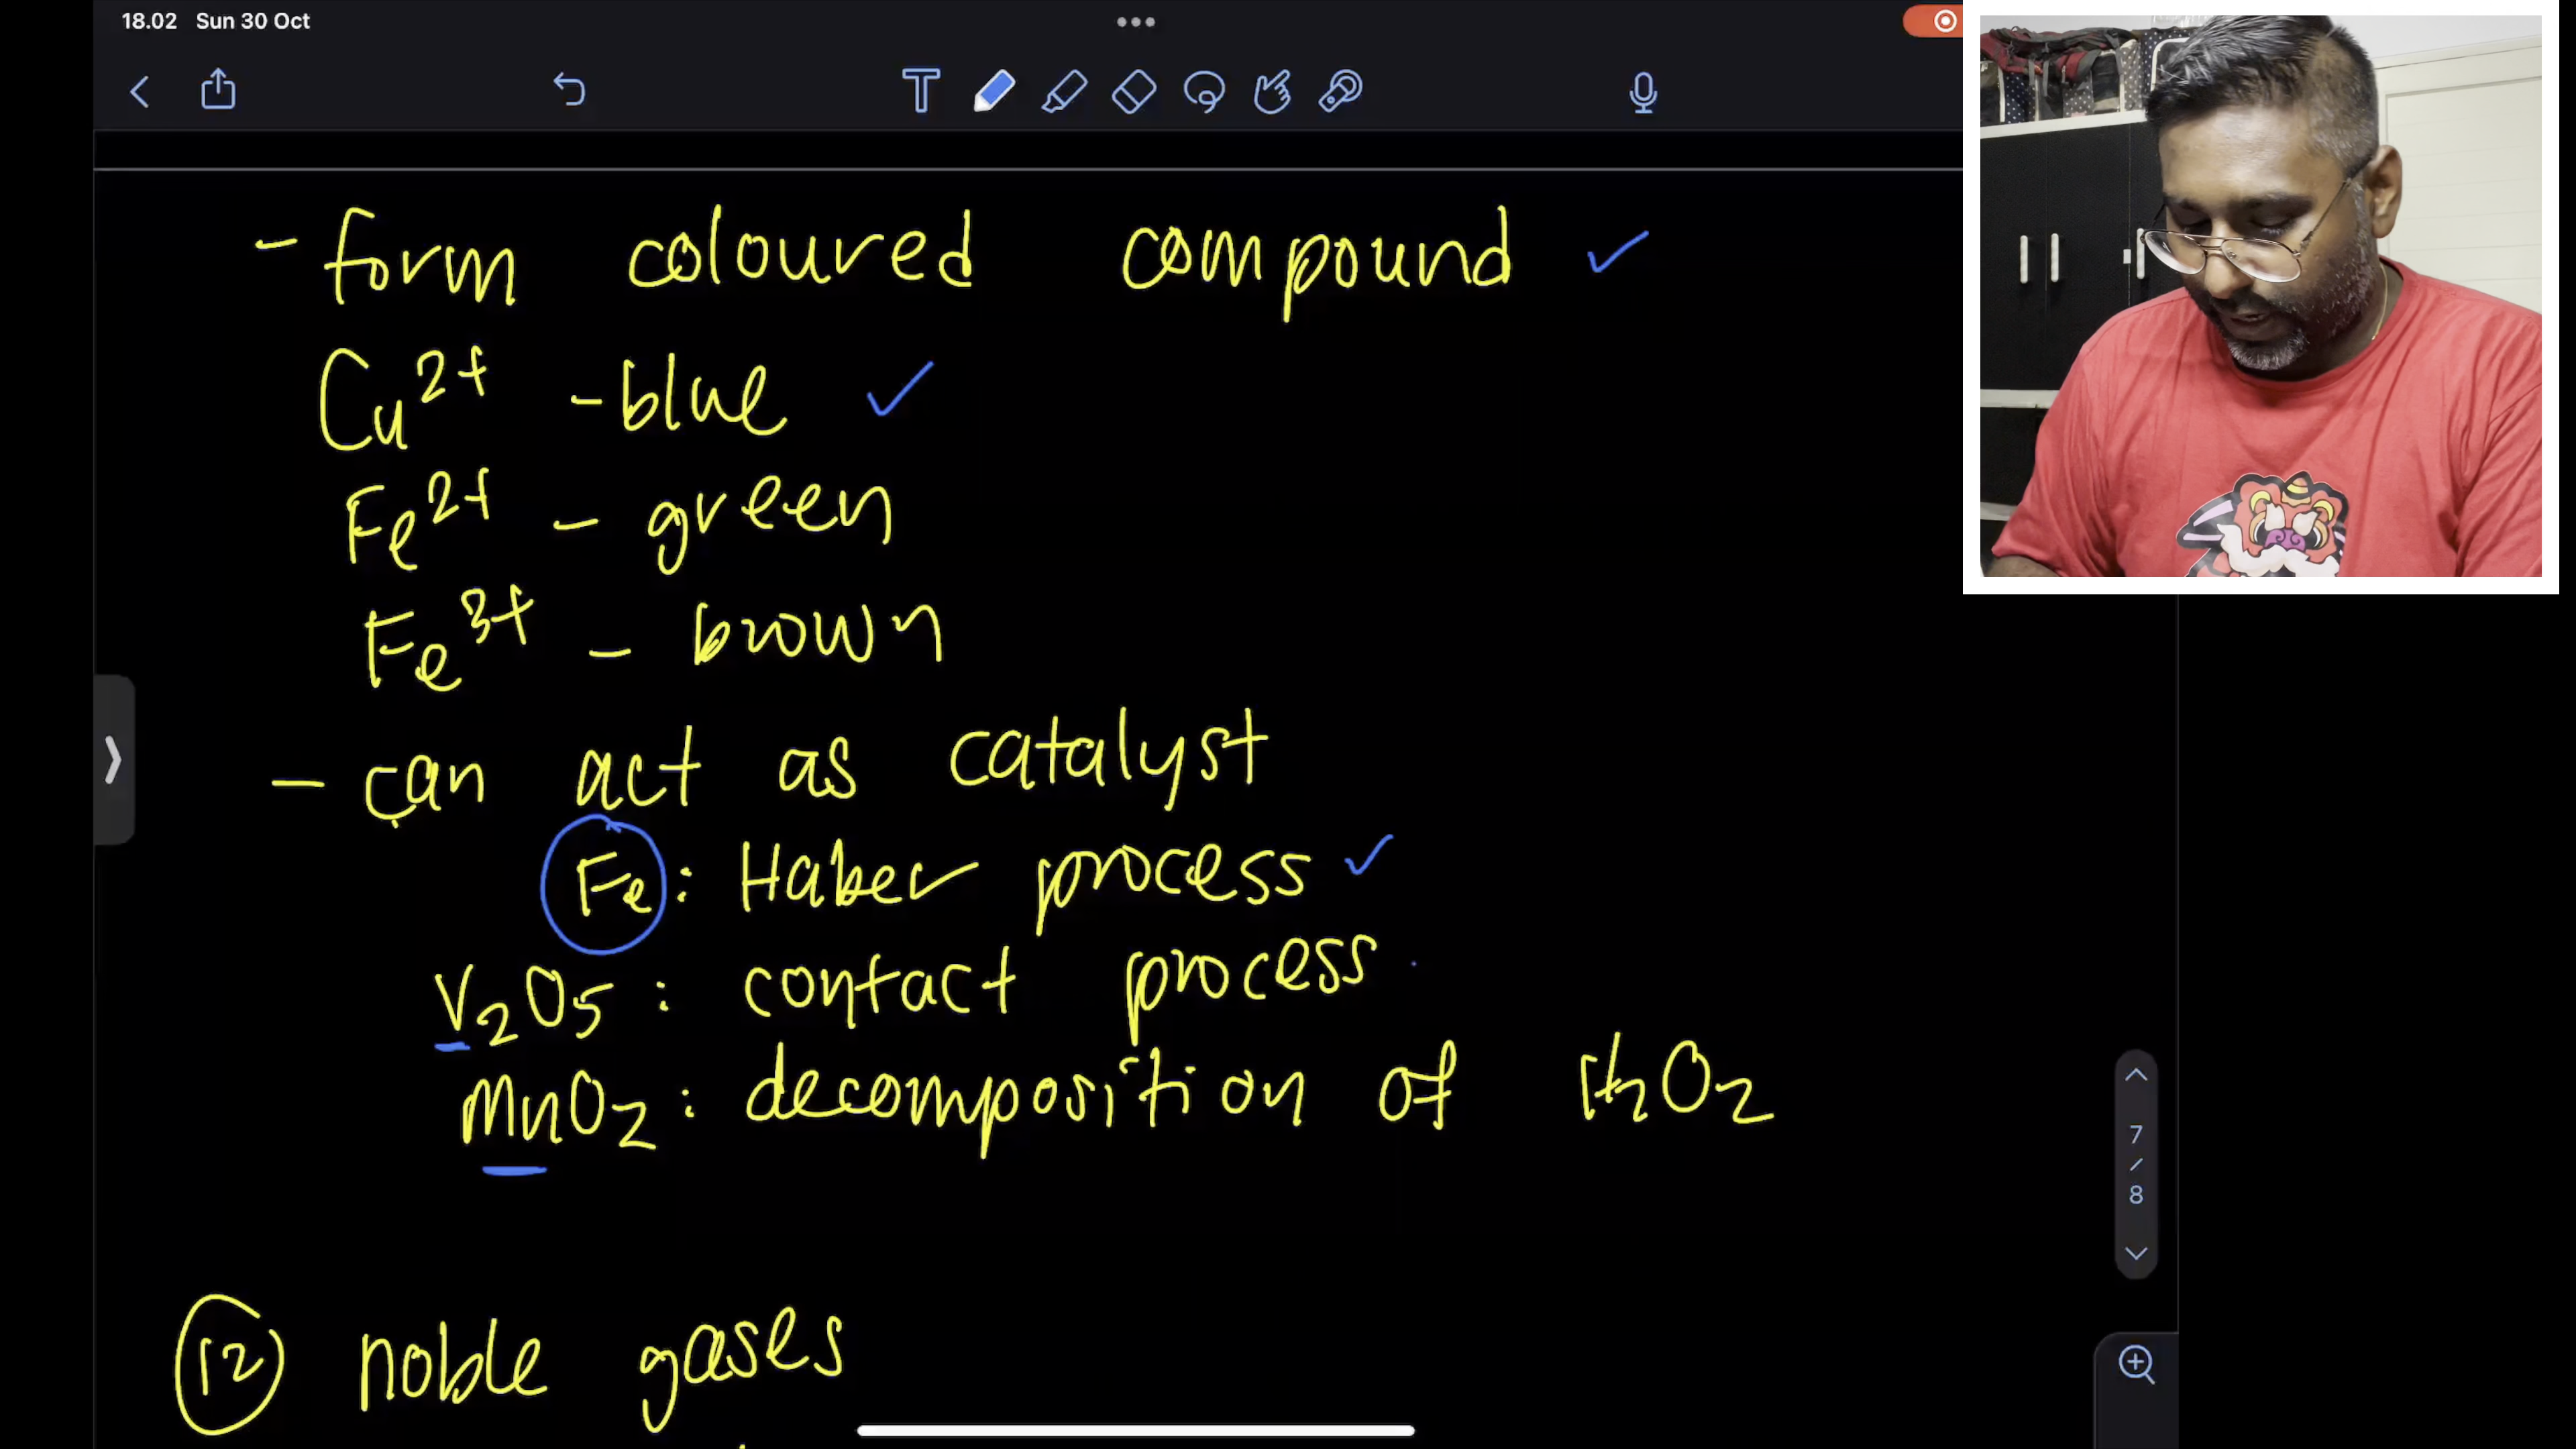 18.02 Sun 30 Oct
T
- form coloured compound ✓
Cu²⁺ - blue ✓
Fe²⁺ - green
Fe³⁺ - brown
- can act as catalyst
Fe : Haber process ✓
V₂O₅ : contact process
MnO₂ : decomposition of H₂O₂
7
/
8
12 noble gases